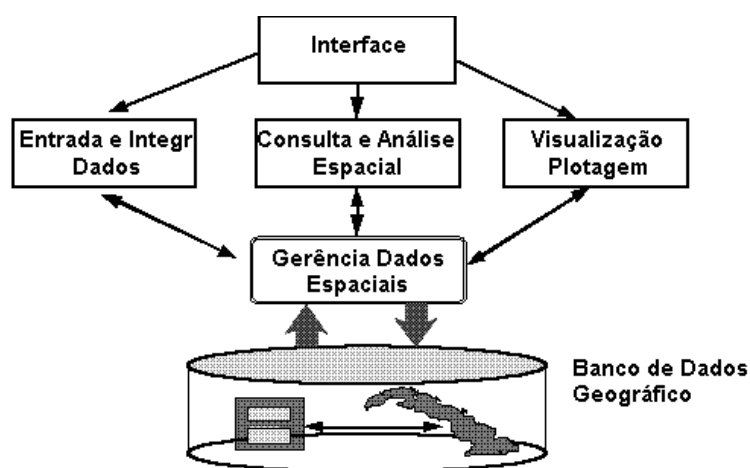 Interface
Entrada e Integr
Dados
Consulta e Análise
Espacial
Visualização
Plotagem
Gerência Dados
Espaciais
Banco de Dados
Geográfico